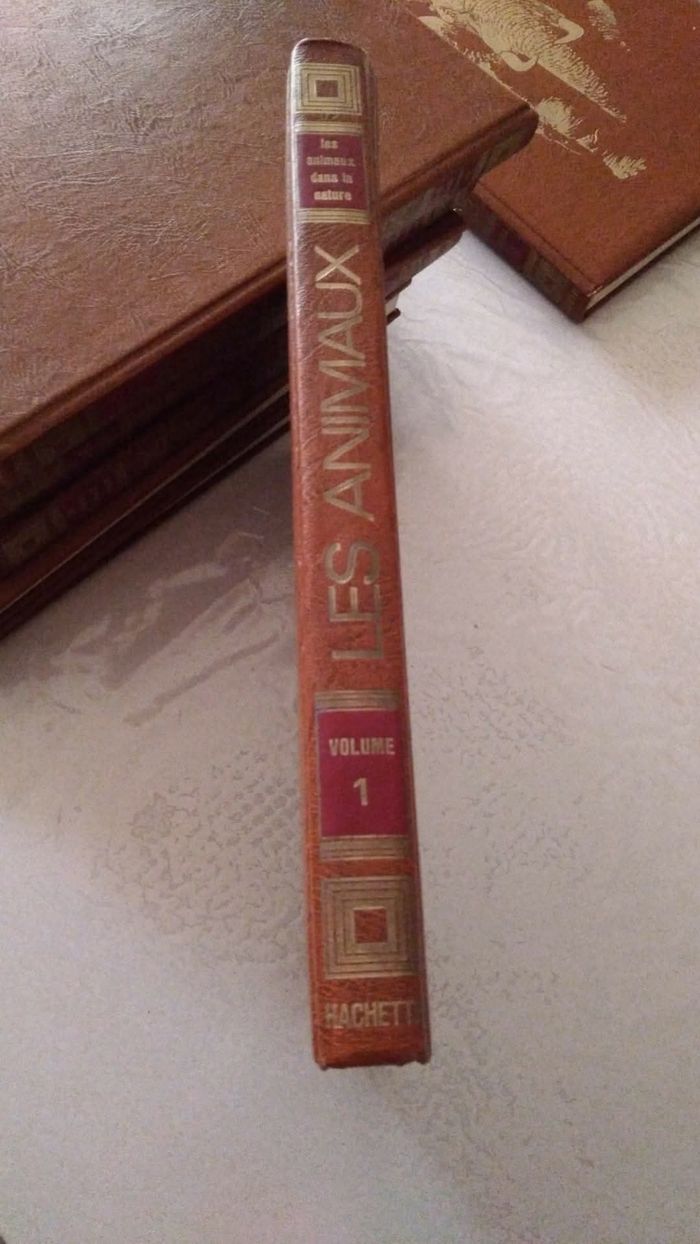 les
animaux
dans la
nature
LES ANIMAUX
VOLUME
1
HACHETT